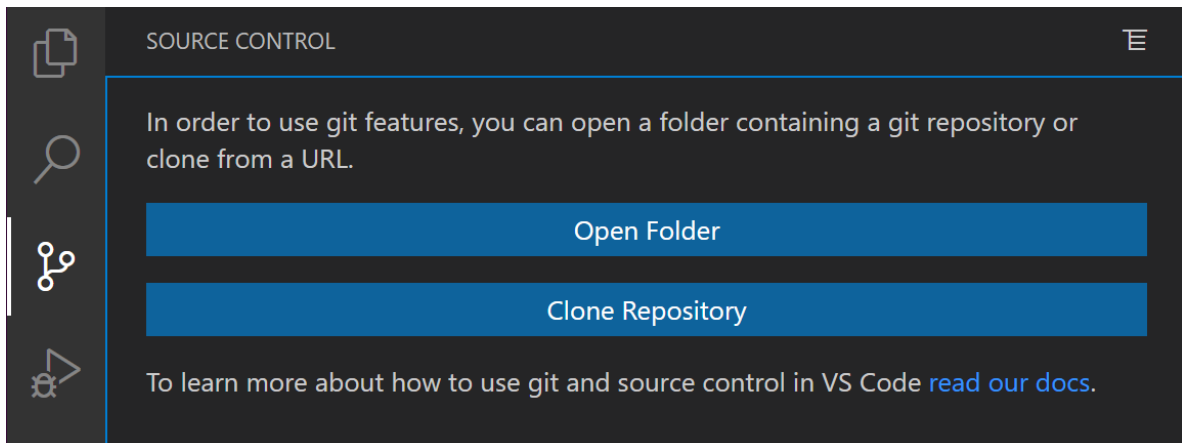 SOURCE CONTROL
In order to use git features, you can open a folder containing a git repository or
clone from a URL.
Open Folder
Clone Repository
To learn more about how to use git and source control in VS Code read our docs.